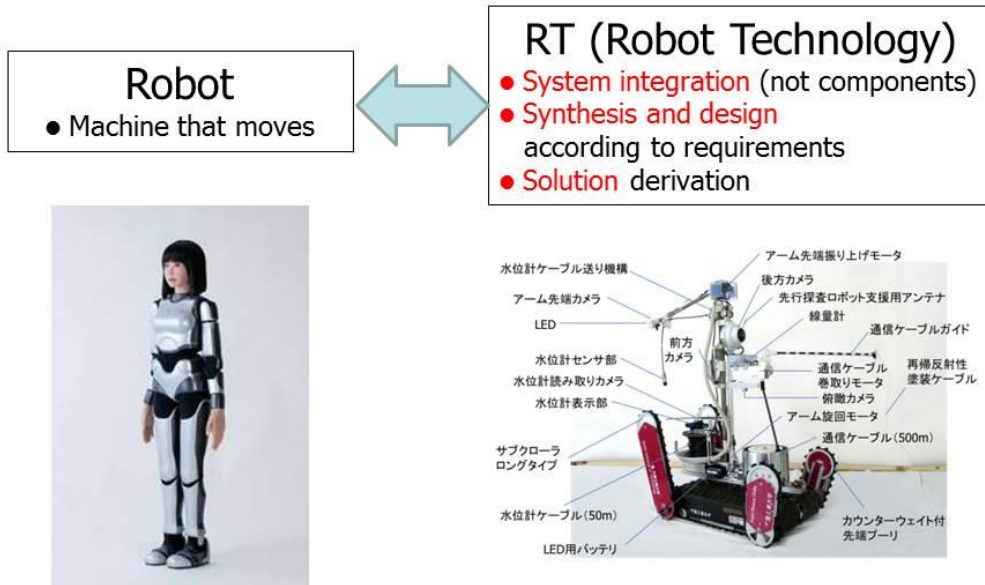 Robot
● Machine that moves
RT (Robot Technology)
● System integration (not components)
● Synthesis and design
according to requirements
● Solution derivation
水位計ケーブル送り機構
アーム先端カメラ
LED
水位計センサ部
水位計読み取りカメラ
水位計表示部
サブクローラ
ロングタイプ
水位計ケーブル(50m)
LED用バッテリ
前方
カメラ
アーム先端振り上げモータ
後方カメラ
先行探査ロボット支援用アンテナ
線量計
通信ケーブルガイド
通信ケーブル
巻取りモータ
再帰反射性
塗装ケーブル
俯瞰カメラ
アーム旋回モータ
通信ケーブル(500m)
カウンターウェイト付
先端プーリ